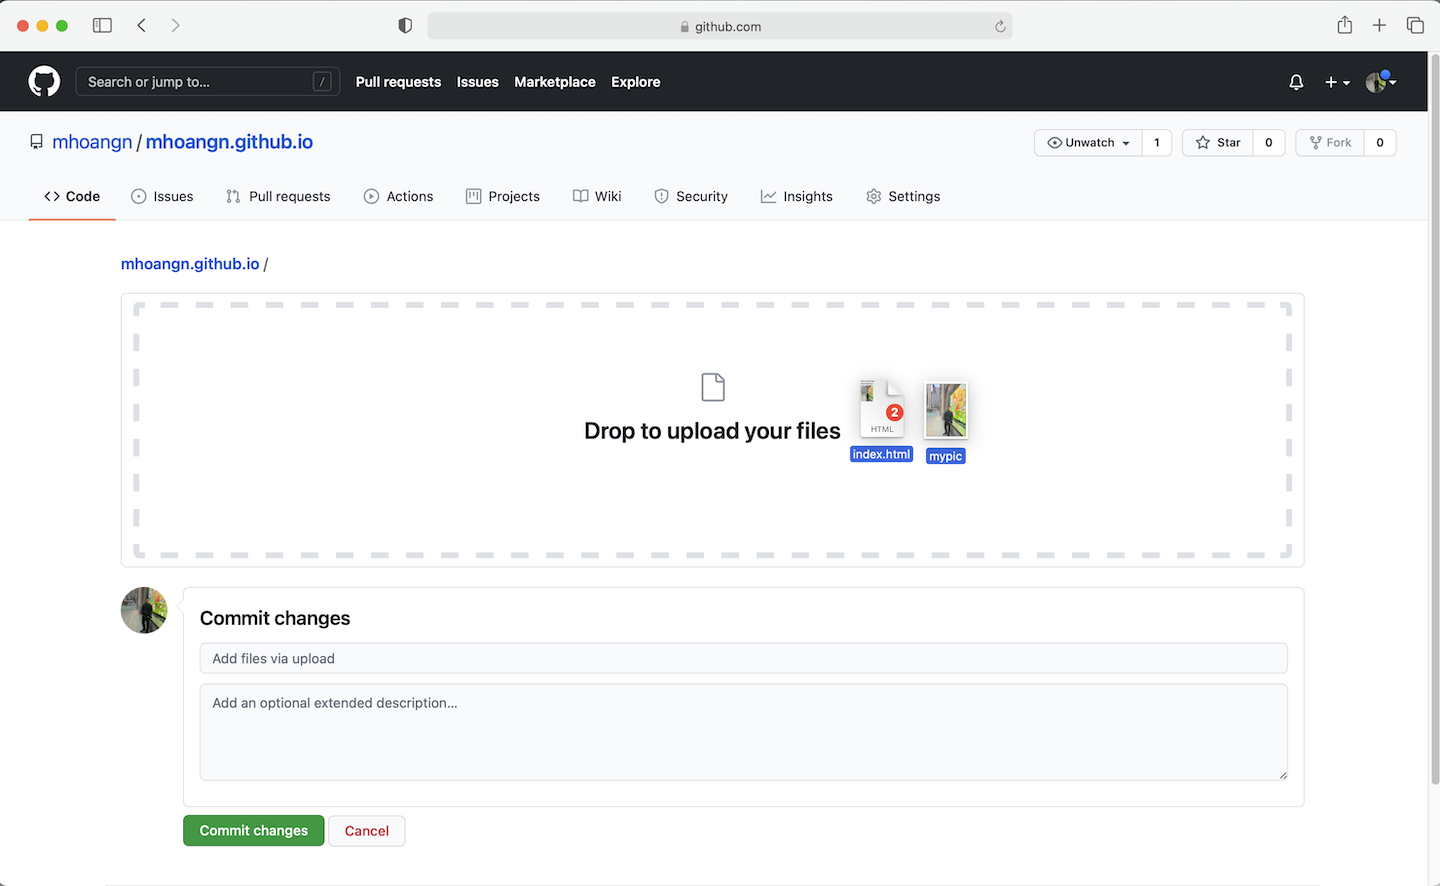 github.com
Search or jump to... /
Pull requests
Issues
Marketplace
Explore
mhoangn / mhoangn.github.io
Unwatch 1
Star 0
Fork 0
Code
Issues
Pull requests
Actions
Projects
Wiki
Security
Insights
Settings
mhoangn.github.io /
Drop to upload your files
2
HTML
index.html
mypic
Commit changes
Add files via upload
Add an optional extended description...
Commit changes
Cancel